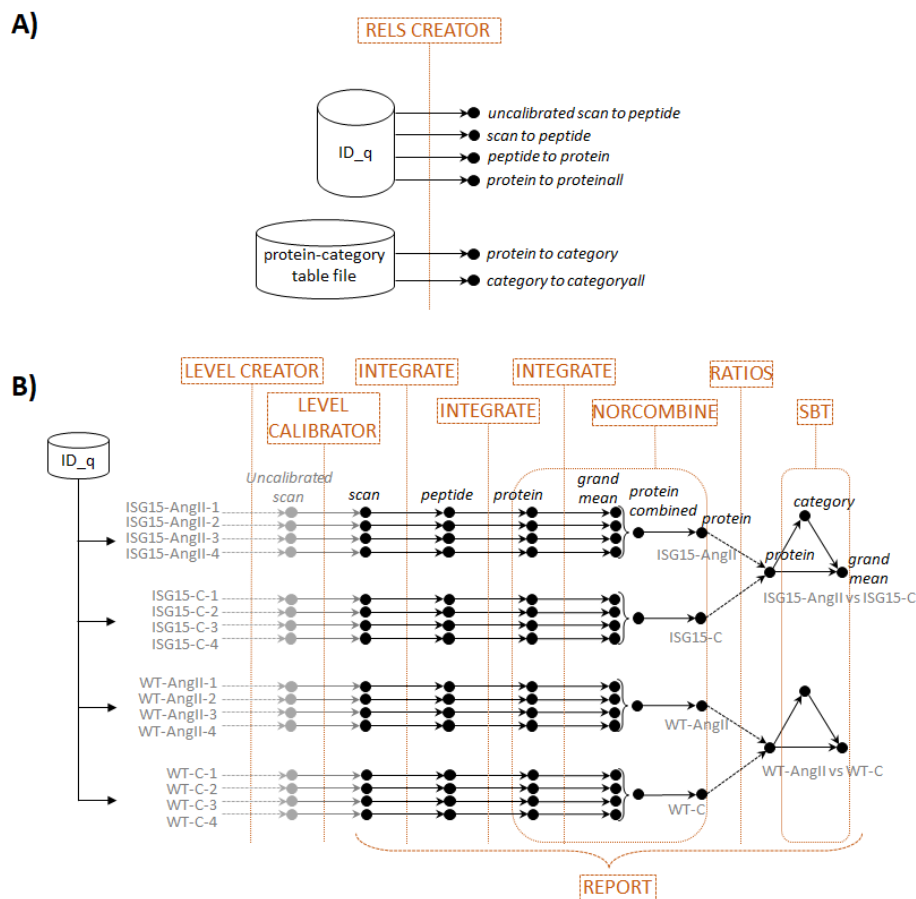 A)
RELS CREATOR
ID_q
uncalibrated scan to peptide
scan to peptide
peptide to protein
protein to proteinall
protein-category
table file
protein to category
category to categoryall
B)
LEVEL CREATOR
INTEGRATE
INTEGRATE
RATIOS
LEVEL
CALIBRATOR
INTEGRATE
NORCOMBINE
SBT
ID_q
Uncalibrated
scan
scan
peptide
protein
grand
mean
protein
combined
protein
category
protein
grand
mean
ISG15-AngII-1
ISG15-AngII-2
ISG15-AngII-3
ISG15-AngII-4
ISG15-AngII
ISG15-AngII vs ISG15-C
ISG15-C-1
ISG15-C-2
ISG15-C-3
ISG15-C-4
ISG15-C
WT-AngII-1
WT-AngII-2
WT-AngII-3
WT-AngII-4
WT-AngII
WT-AngII vs WT-C
WT-C-1
WT-C-2
WT-C-3
WT-C-4
WT-C
REPORT